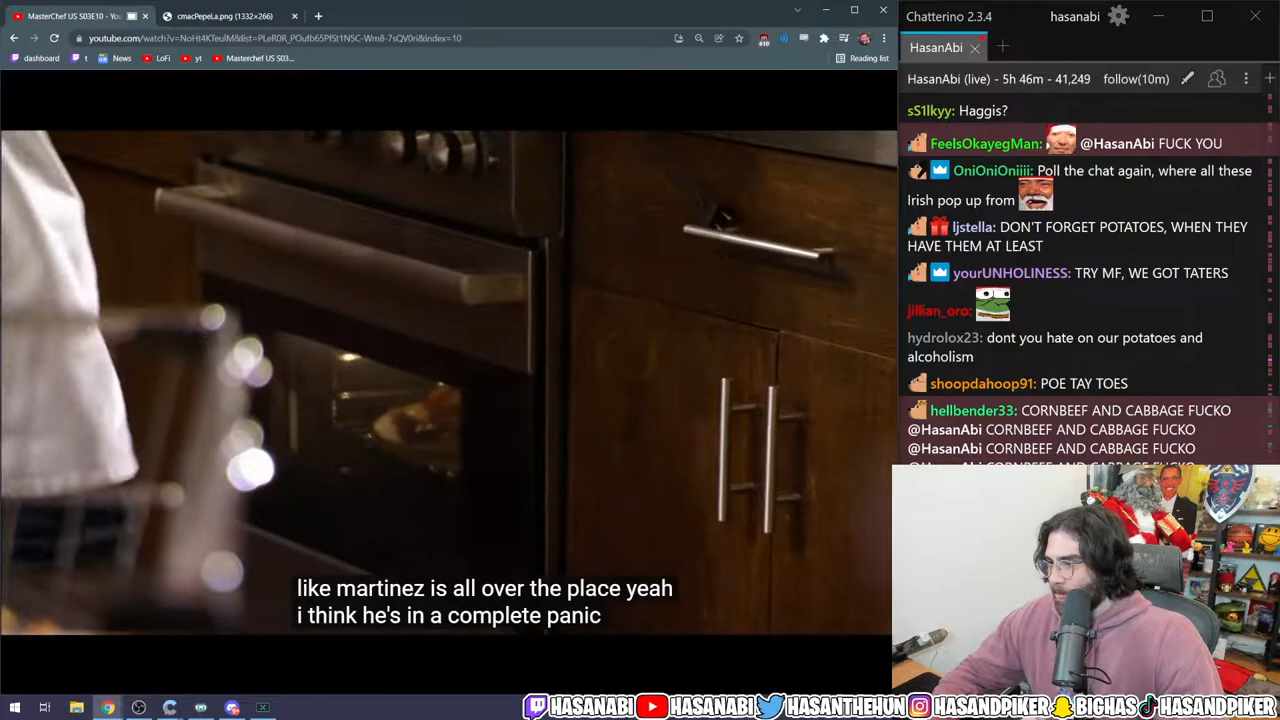 MasterChef US S03E10 - You
cmacPepeLa.png (1332×266)
youtube.com/watch?v=NoHt4KTeulM&list=PLeR0R_POufb65PfSt1N5C-Wm8-7sQV0ri&index=10
dashboard
t
News
LoFi
yt
Masterchef US S03...
Reading list
like martinez is all over the place yeah
i think he's in a complete panic
Chatterino 2.3.4
hasanabi
HasanAbi
HasanAbi (live) - 5h 46m - 41,249
follow(10m)
sS1lkyy: Haggis?
FeelsOkayegMan: @HasanAbi FUCK YOU
OniOniOniiii: Poll the chat again, where all these
Irish pop up from
ljstella: DON'T FORGET POTATOES, WHEN THEY
HAVE THEM AT LEAST
yourUNHOLINESS: TRY MF, WE GOT TATERS
jillian_oro:
hydrolox23: dont you hate on our potatoes and
alcoholism
shoopdahoop91: POE TAY TOES
hellbender33: CORNBEEF AND CABBAGE FUCKO
@HasanAbi CORNBEEF AND CABBAGE FUCKO
@HasanAbi CORNBEEF AND CABBAGE FUCKO
HASANABI
HASANABI
HASANTHEHUN
HASANDPIKER
BIGHAS
HASANDPIKER